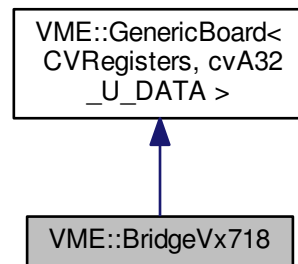 VME::GenericBoard<
CVRegisters, cvA32
_U_DATA >
VME::BridgeVx718